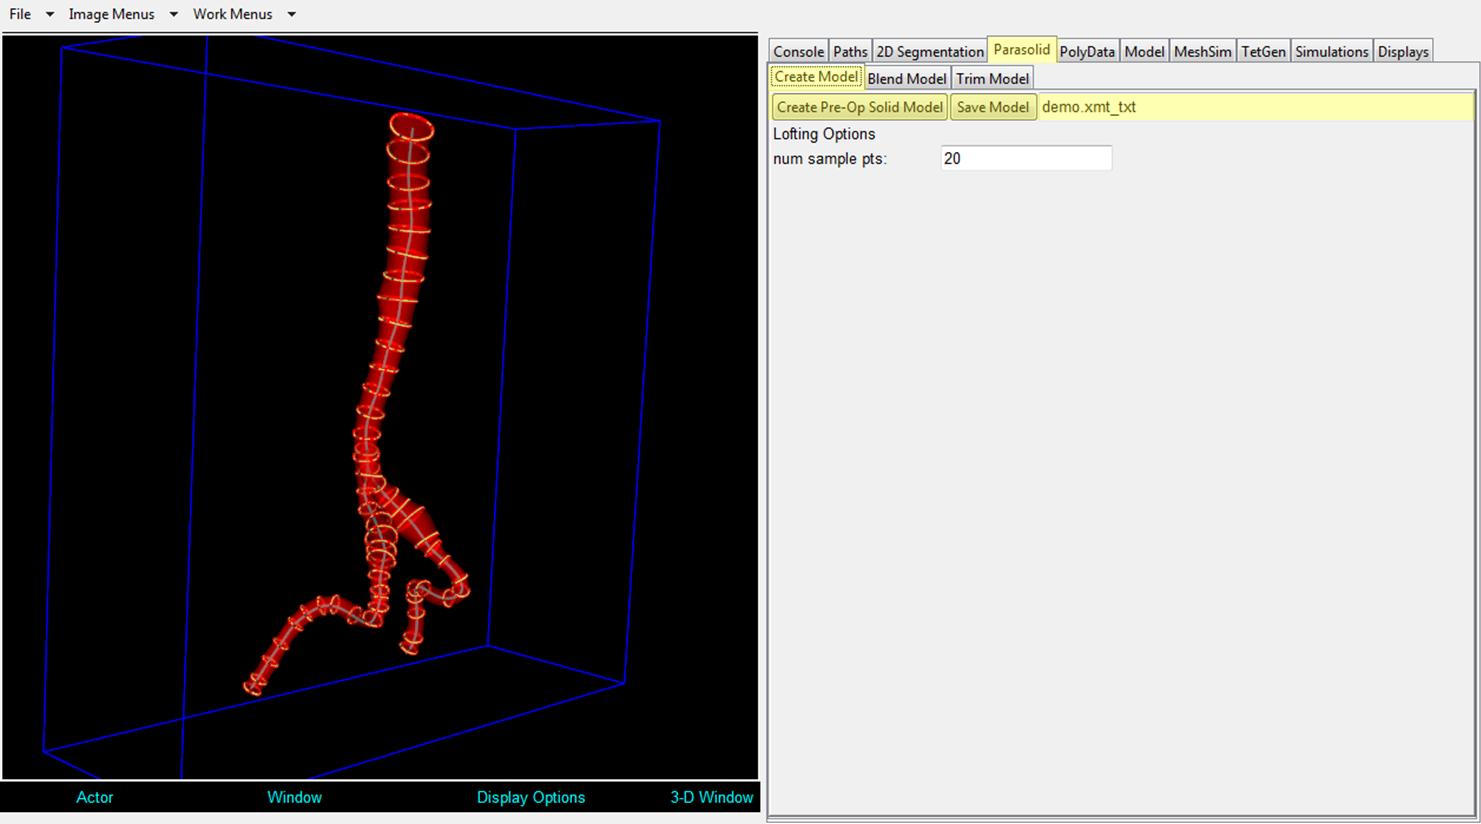 File Image Menus Work Menus
Console Paths 2D Segmentation Parasolid PolyData Model MeshSim TetGen Simulations Displays
Create Model Blend Model Trim Model
Create Pre-Op Solid Model Save Model demo.xmt_txt
Lofting Options
num sample pts: 20
Actor Window Display Options 3-D Window